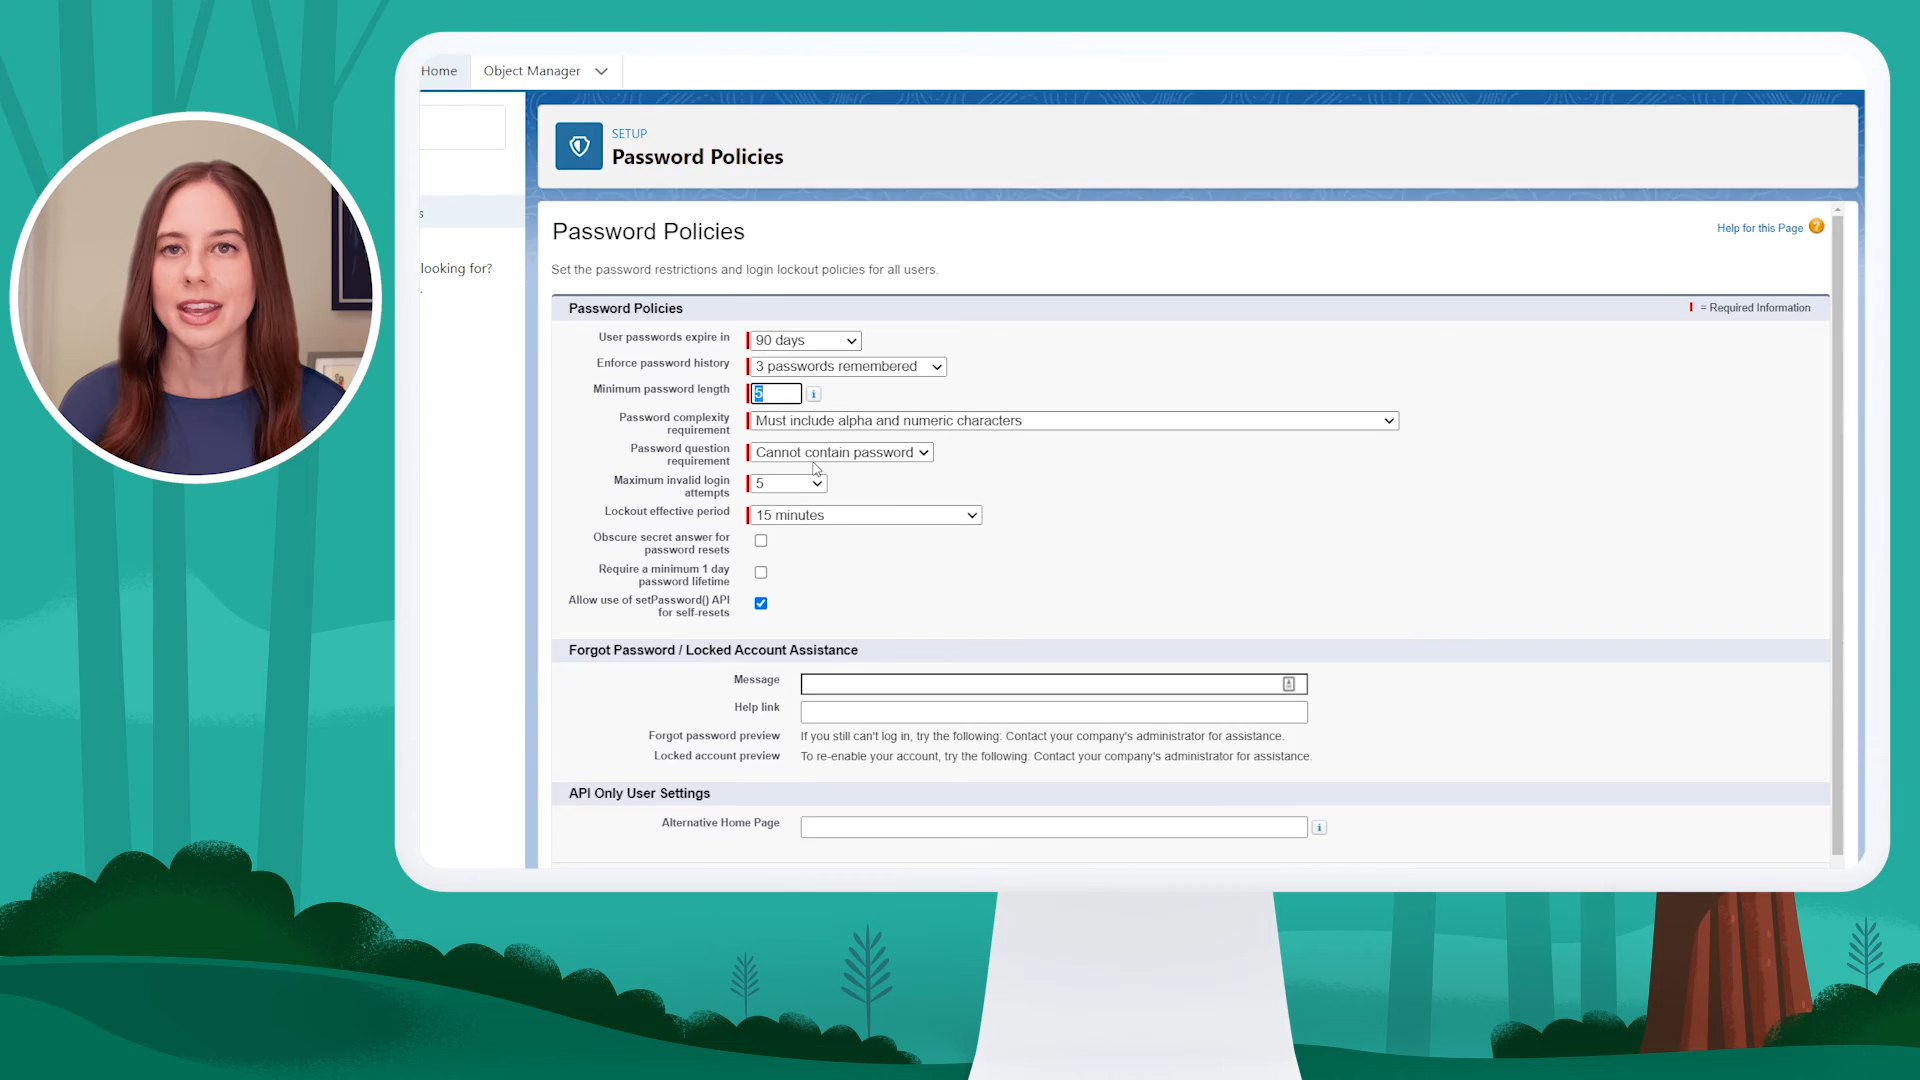 Home
Object Manager
s
looking for?
SETUP
Password Policies
Password Policies
Help for this Page ?
Set the password restrictions and login lockout policies for all users.
Password Policies
= Required Information
User passwords expire in 90 days
Enforce password history 3 passwords remembered
Minimum password length 5 i
Password complexity
requirement
Must include alpha and numeric characters
Password question
requirement
Cannot contain password
Maximum invalid login
attempts
5
Lockout effective period 15 minutes
Obscure secret answer for
password resets
Require a minimum 1 day
password lifetime
Allow use of setPassword() API
for self-resets
Forgot Password / Locked Account Assistance
Message
Help link
Forgot password preview If you still can't log in, try the following: Contact your company's administrator for assistance.
Locked account preview To re-enable your account, try the following: Contact your company's administrator for assistance.
API Only User Settings
Alternative Home Page i